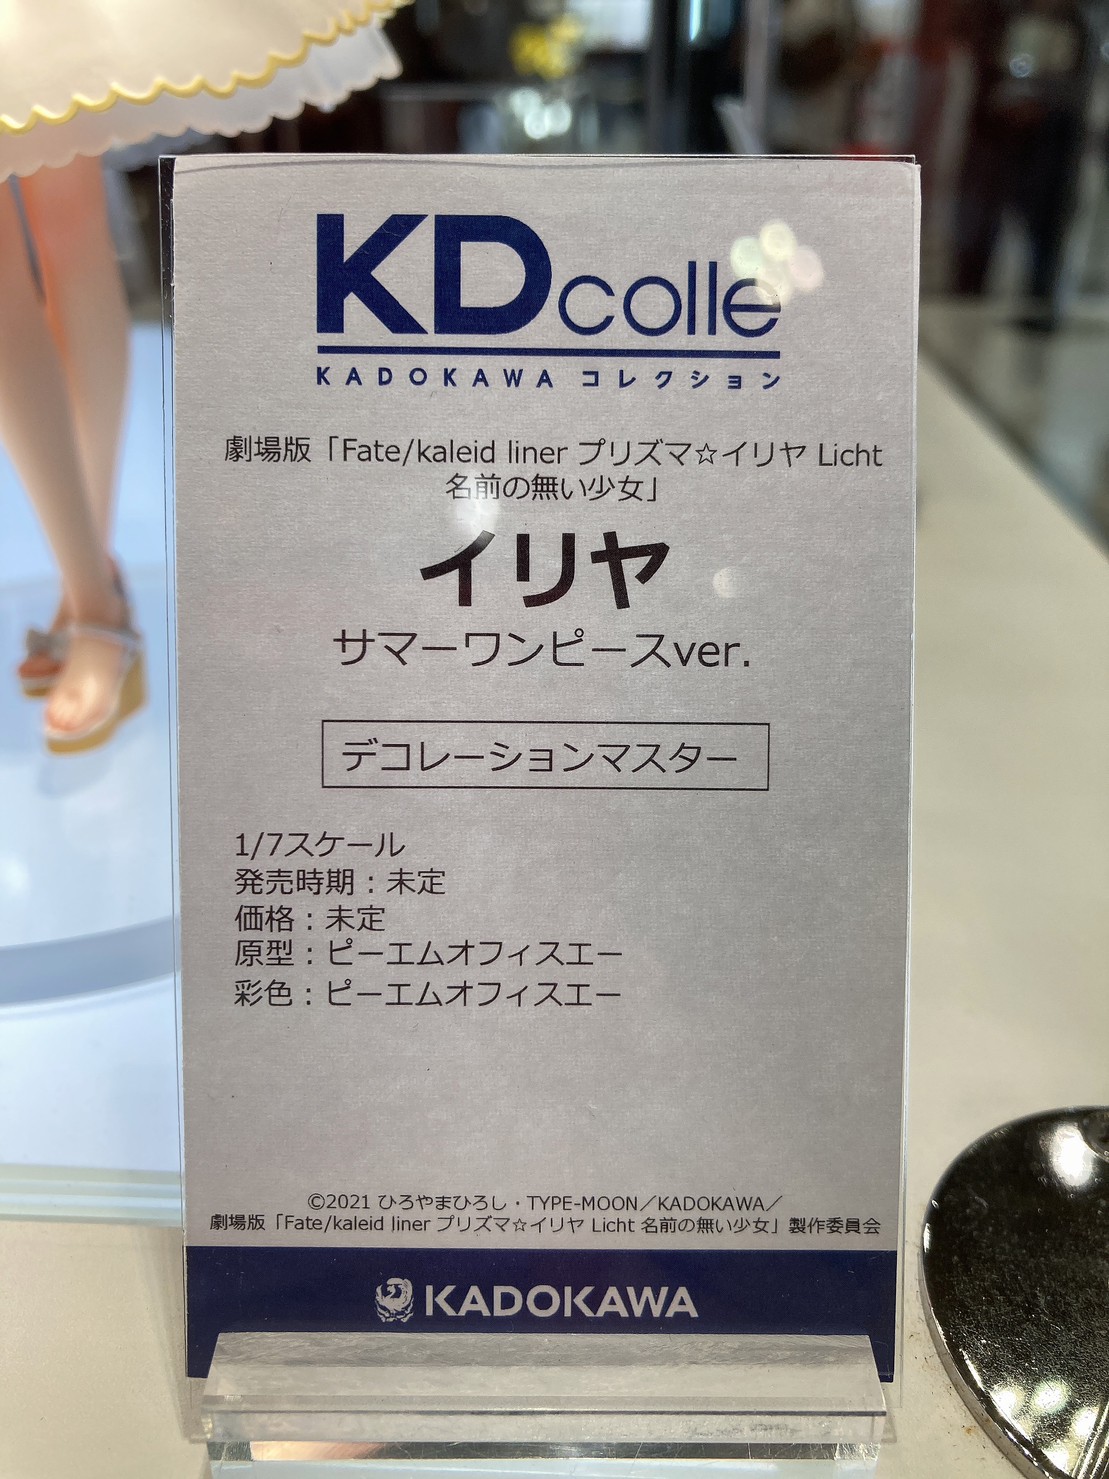 KDcolle
KADOKAWA コレクション
劇場版「Fate/kaleid liner プリズマ☆イリヤ Licht
名前の無い少女」
イリヤ
サマーワンピースver.
デコレーションマスター
1/7スケール
発売時期：未定
価格：未定
原型：ピーエムオフィスエー
彩色：ピーエムオフィスエー
©2021 ひろやまひろし・TYPE-MOON／KADOKAWA／
劇場版「Fate/kaleid liner プリズマ☆イリヤ Licht 名前の無い少女」製作委員会
KADOKAWA